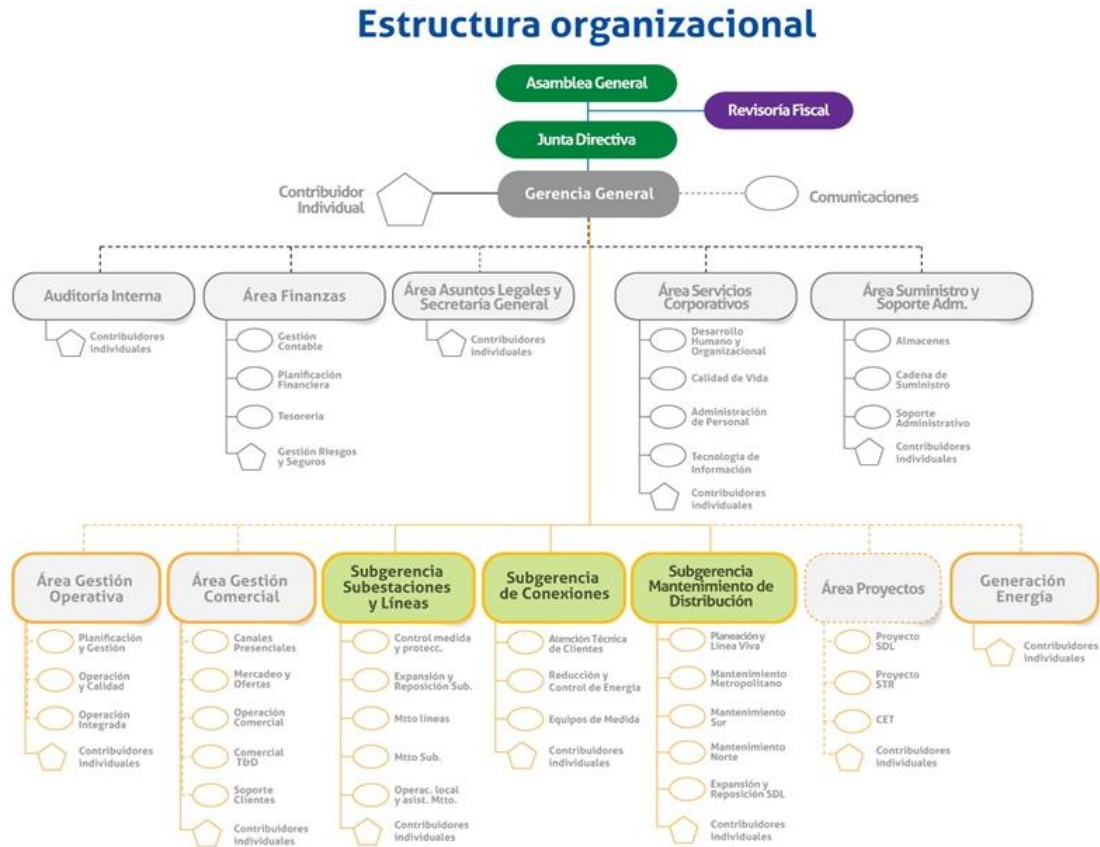 Estructura organizacional
Asamblea General
Revisoría Fiscal
Junta Directiva
Contribuidor
Individual
Gerencia General
Comunicaciones
Auditoría Interna
Contribuidores
individuales
Área Finanzas
Gestión
Contable
Planificación
Financiera
Tesorería
Gestión Riesgos
y Seguros
Área Asuntos Legales y
Secretaría General
Contribuidores
individuales
Área Servicios
Corporativos
Desarrollo
Humano y
Organizacional
Calidad de Vida
Administración
de Personal
Tecnología de
Información
Contribuidores
individuales
Área Suministro y
Soporte Adm.
Almacenes
Cadena de
Suministro
Soporte
Administrativo
Contribuidores
individuales
Área Gestión
Operativa
Planificación
y Gestión
Operación
y Calidad
Operación
Integrada
Contribuidores
individuales
Área Gestión
Comercial
Canales
Presenciales
Mercadeo y
Ofertas
Operación
Comercial
Comercial
T&D
Soporte
Clientes
Contribuidores
individuales
Subgerencia
Subestaciones
y Líneas
Control medida
y protecc.
Expansión y
Reposición Sub.
Mtto líneas
Mtto Sub.
Operac. local
y asist. Mtto.
Contribuidores
individuales
Subgerencia
de Conexiones
Atención Técnica
de Clientes
Reducción y
Control de Energía
Equipos de Medida
Contribuidores
individuales
Subgerencia
Mantenimiento de
Distribución
Planeación y
Línea Viva
Mantenimiento
Metropolitano
Mantenimiento
Sur
Mantenimiento
Norte
Expansión y
Reposición SDL
Contribuidores
individuales
Área Proyectos
Proyecto
SDL
Proyecto
STR
CET
Contribuidores
individuales
Generación
Energía
Contribuidores
individuales